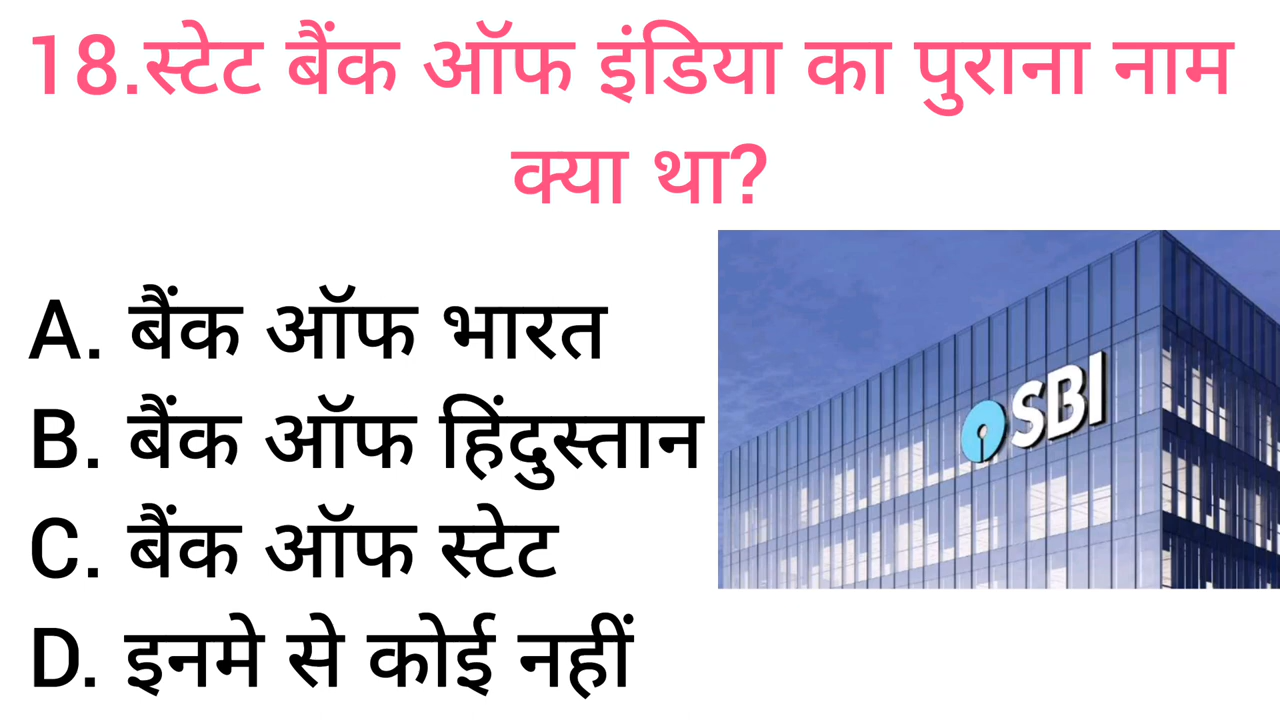 18.स्टेट बैंक ऑफ इंडिया का पुराना नाम
क्या था?
A. बैंक ऑफ भारत
B. बैंक ऑफ हिंदुस्तान
C. बैंक ऑफ स्टेट
D. इनमे से कोई नहीं
SBI